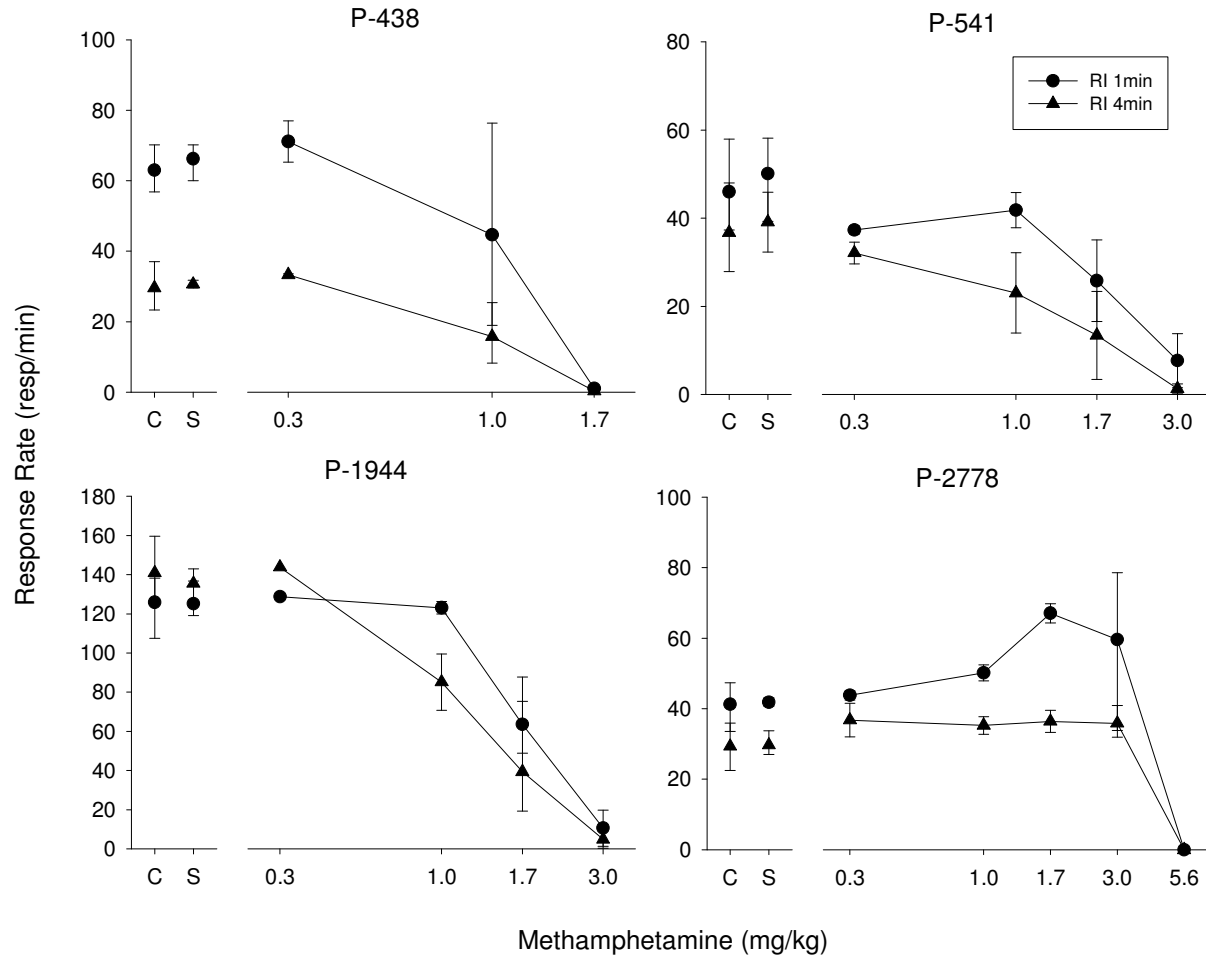 P-438
100
80
60
40
20
0
C S 0.3 1.0 1.7
P-541
RI 1min
RI 4min
80
60
40
20
0
C S 0.3 1.0 1.7 3.0
Response Rate (resp/min)
P-1944
180
160
140
120
100
80
60
40
20
0
C S 0.3 1.0 1.7 3.0
P-2778
100
80
60
40
20
0
C S 0.3 1.0 1.7 3.0 5.6
Methamphetamine (mg/kg)